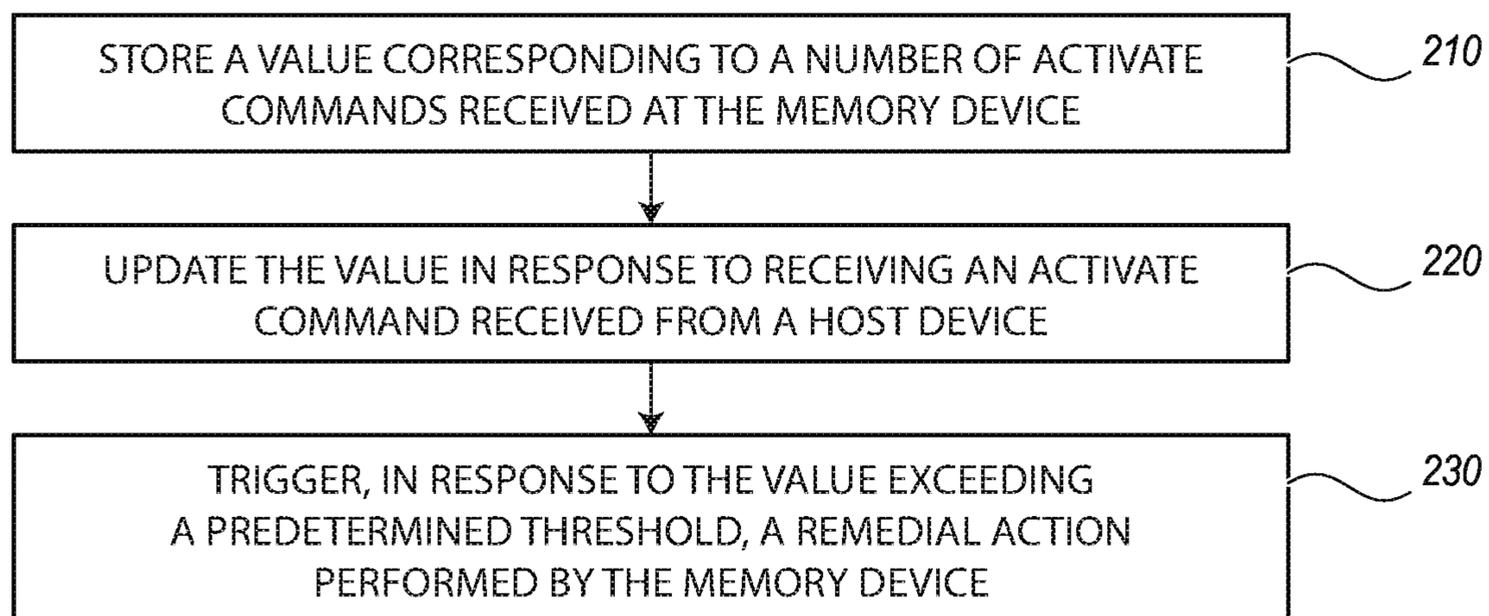 STORE A VALUE CORRESPONDING TO A NUMBER OF ACTIVATE
COMMANDS RECEIVED AT THE MEMORY DEVICE
210
UPDATE THE VALUE IN RESPONSE TO RECEIVING AN ACTIVATE
COMMAND RECEIVED FROM A HOST DEVICE
220
TRIGGER, IN RESPONSE TO THE VALUE EXCEEDING
A PREDETERMINED THRESHOLD, A REMEDIAL ACTION
PERFORMED BY THE MEMORY DEVICE
230